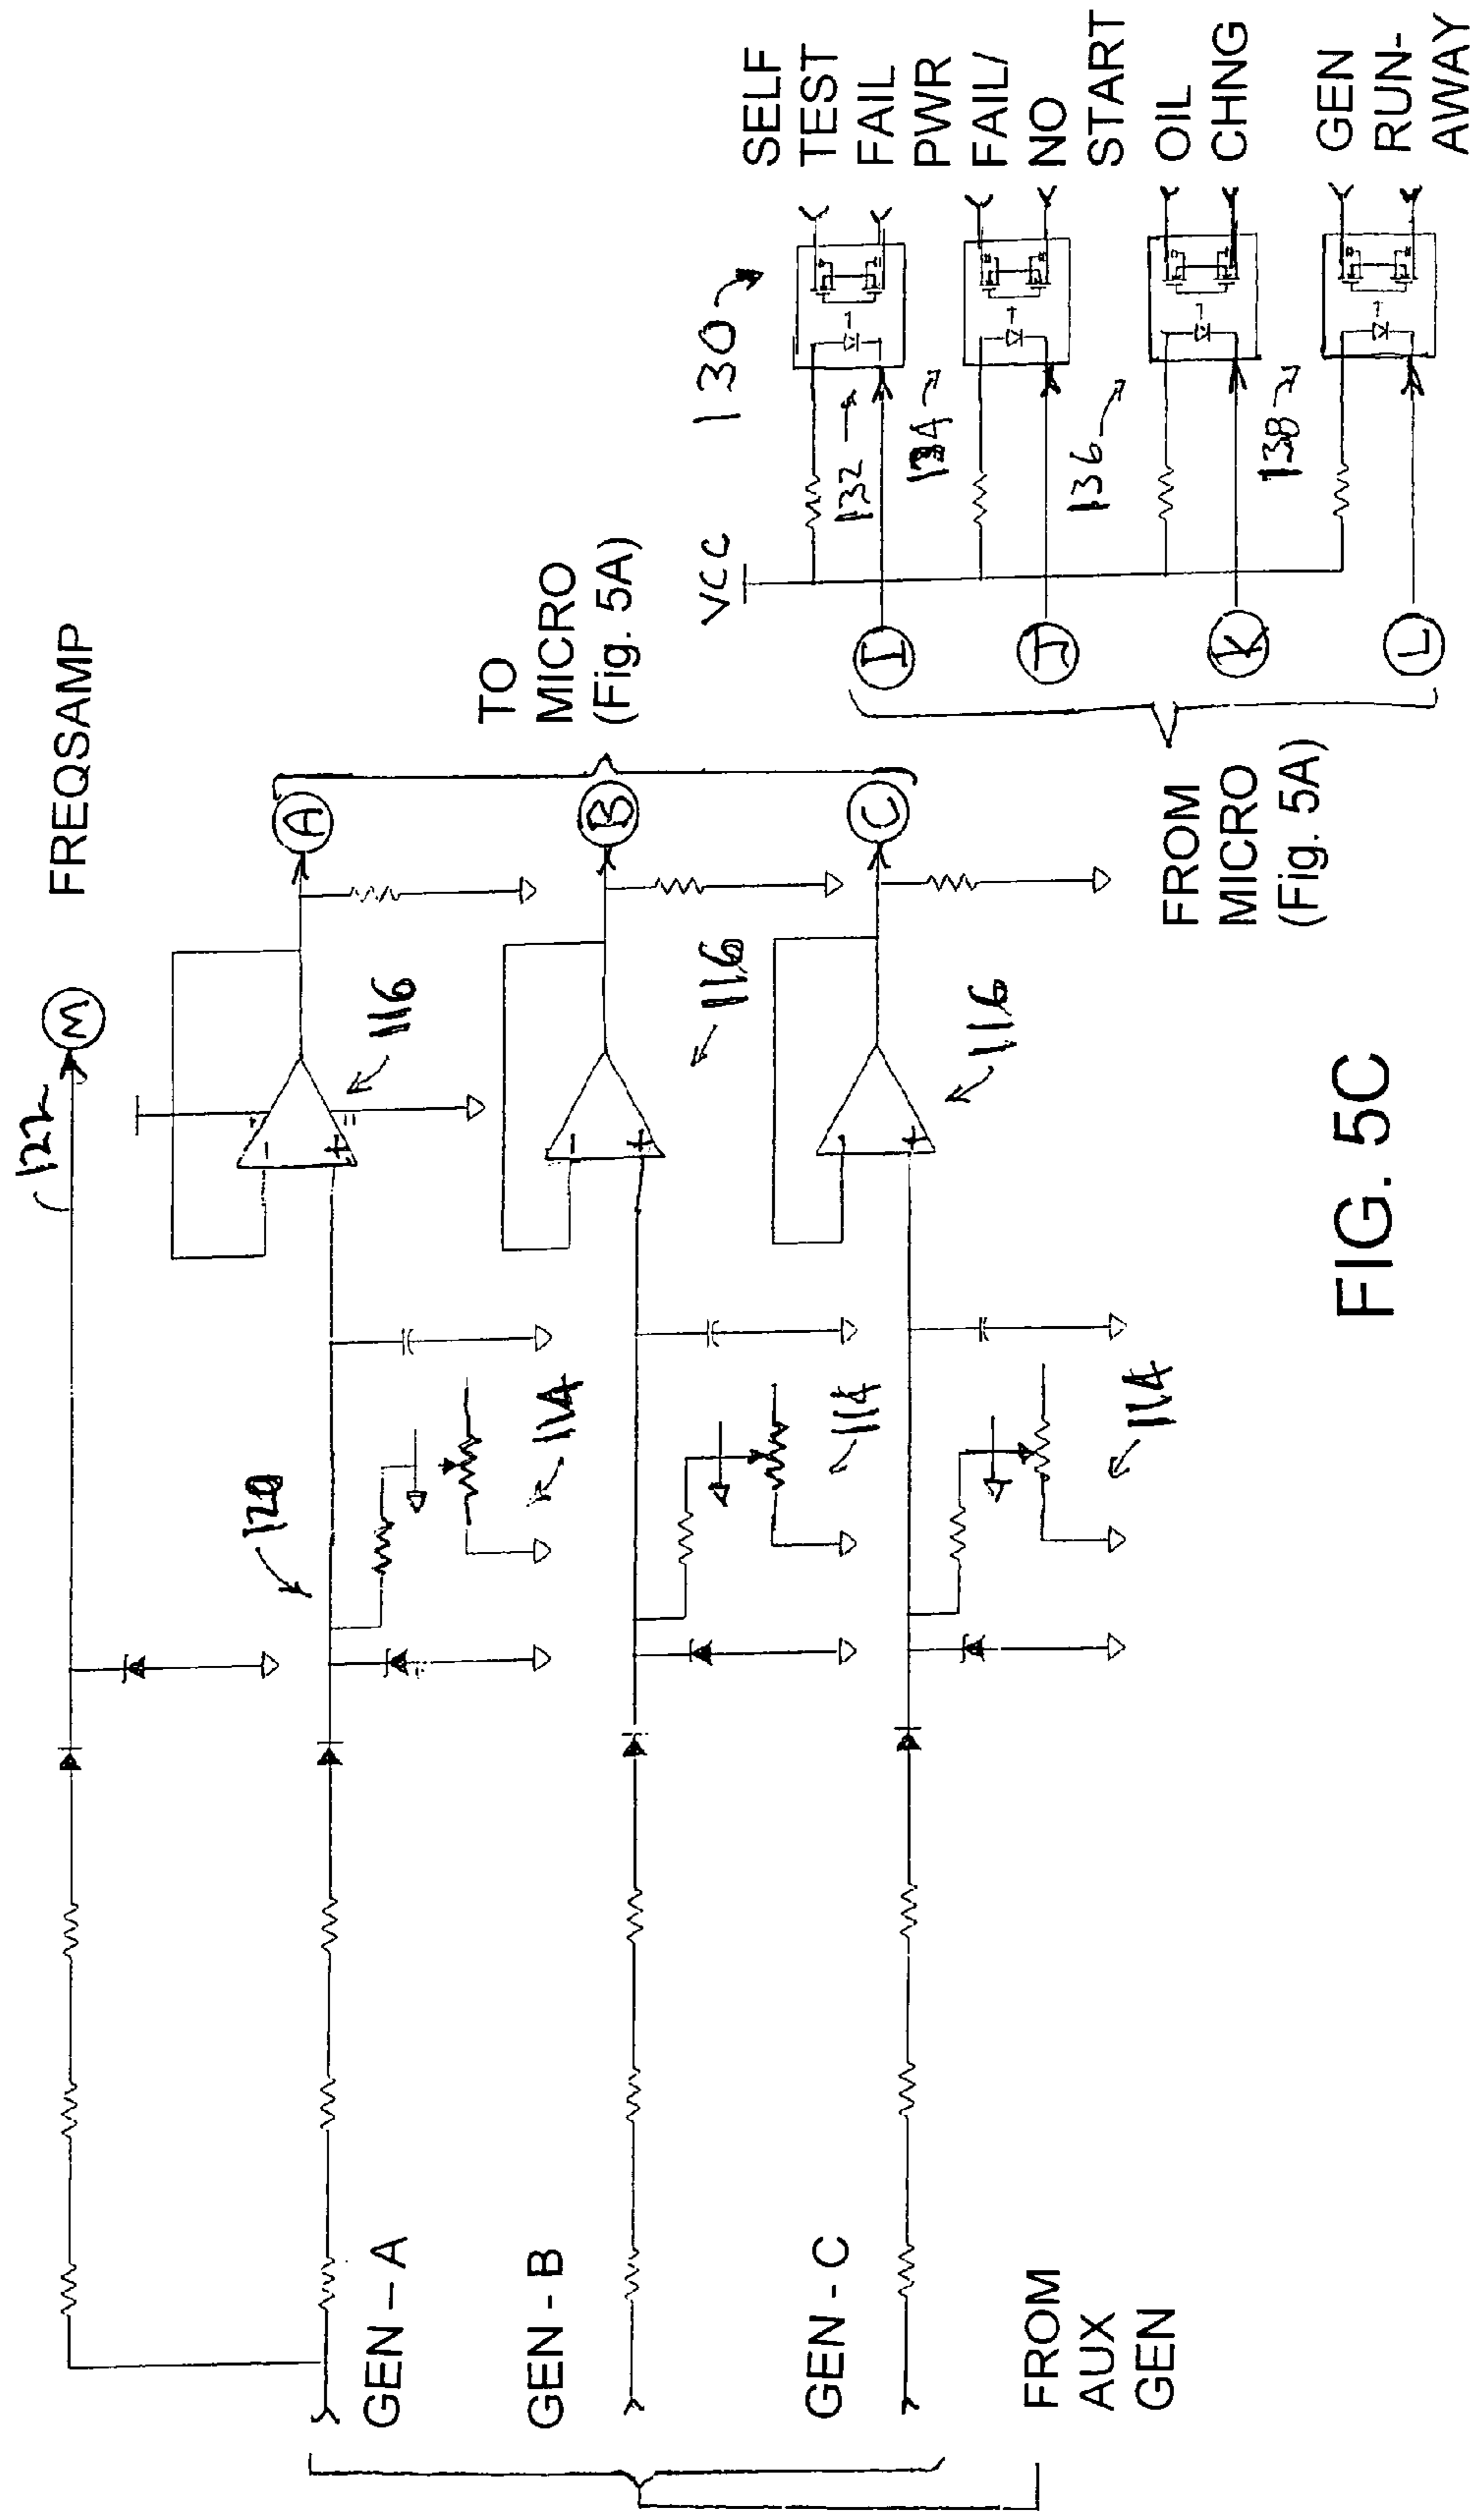 122
M
FREQSAMP
120
116
A
GEN - A
114
116
B
TO
MICRO
(Fig. 5A)
GEN - B
114
116
C
GEN - C
114
FROM
AUX
GEN
VCC
130
132
SELF
TEST
FAIL
I
134
PWR
FAIL/
NO
START
J
136
OIL
CHNG
K
138
GEN
RUN-
AWAY
L
FROM
MICRO
(Fig. 5A)
FIG. 5C